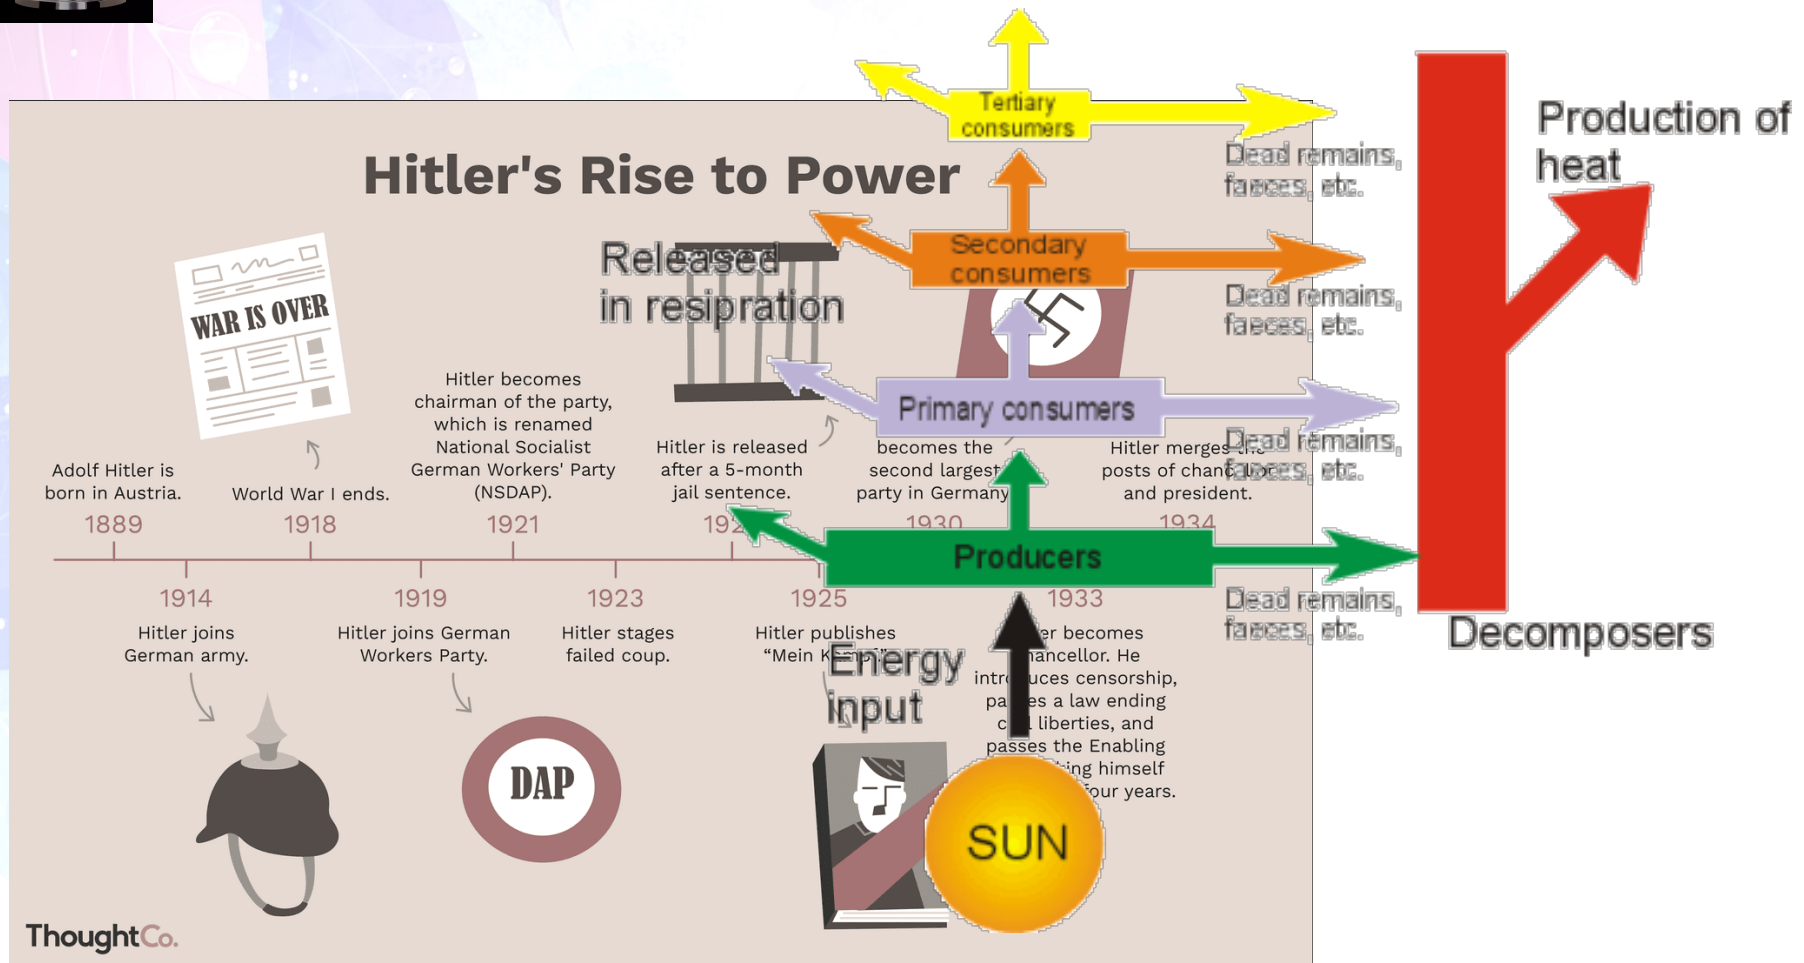 Tertiary
consumers
Production of
heat
Dead remains,
faeces, etc.
Hitler's Rise to Power
Secondary
consumers
Released
in resipration
Dead remains,
faeces, etc.
WAR IS OVER
Primary consumers
Hitler becomes
chairman of the party,
which is renamed
National Socialist
German Workers' Party
(NSDAP).
Hitler is released
after a 5-month
jail sentence.
becomes the
second largest
party in Germany
Hitler merges
posts of
and president.
Dead remains,
faeces, etc.
Adolf Hitler is
born in Austria.
World War I ends.
1889
1918
1921
1930
1934
Producers
1914
1919
1923
1925
1933
Dead remains,
faeces, etc.
Decomposers
Hitler joins
German army.
Hitler joins German
Workers Party.
Hitler stages
failed coup.
Hitler publishes
“Mein
Energy
input
becomes
He
censorship,
a law ending
liberties, and
passes the Enabling
himself
four years.
DAP
SUN
ThoughtCo.